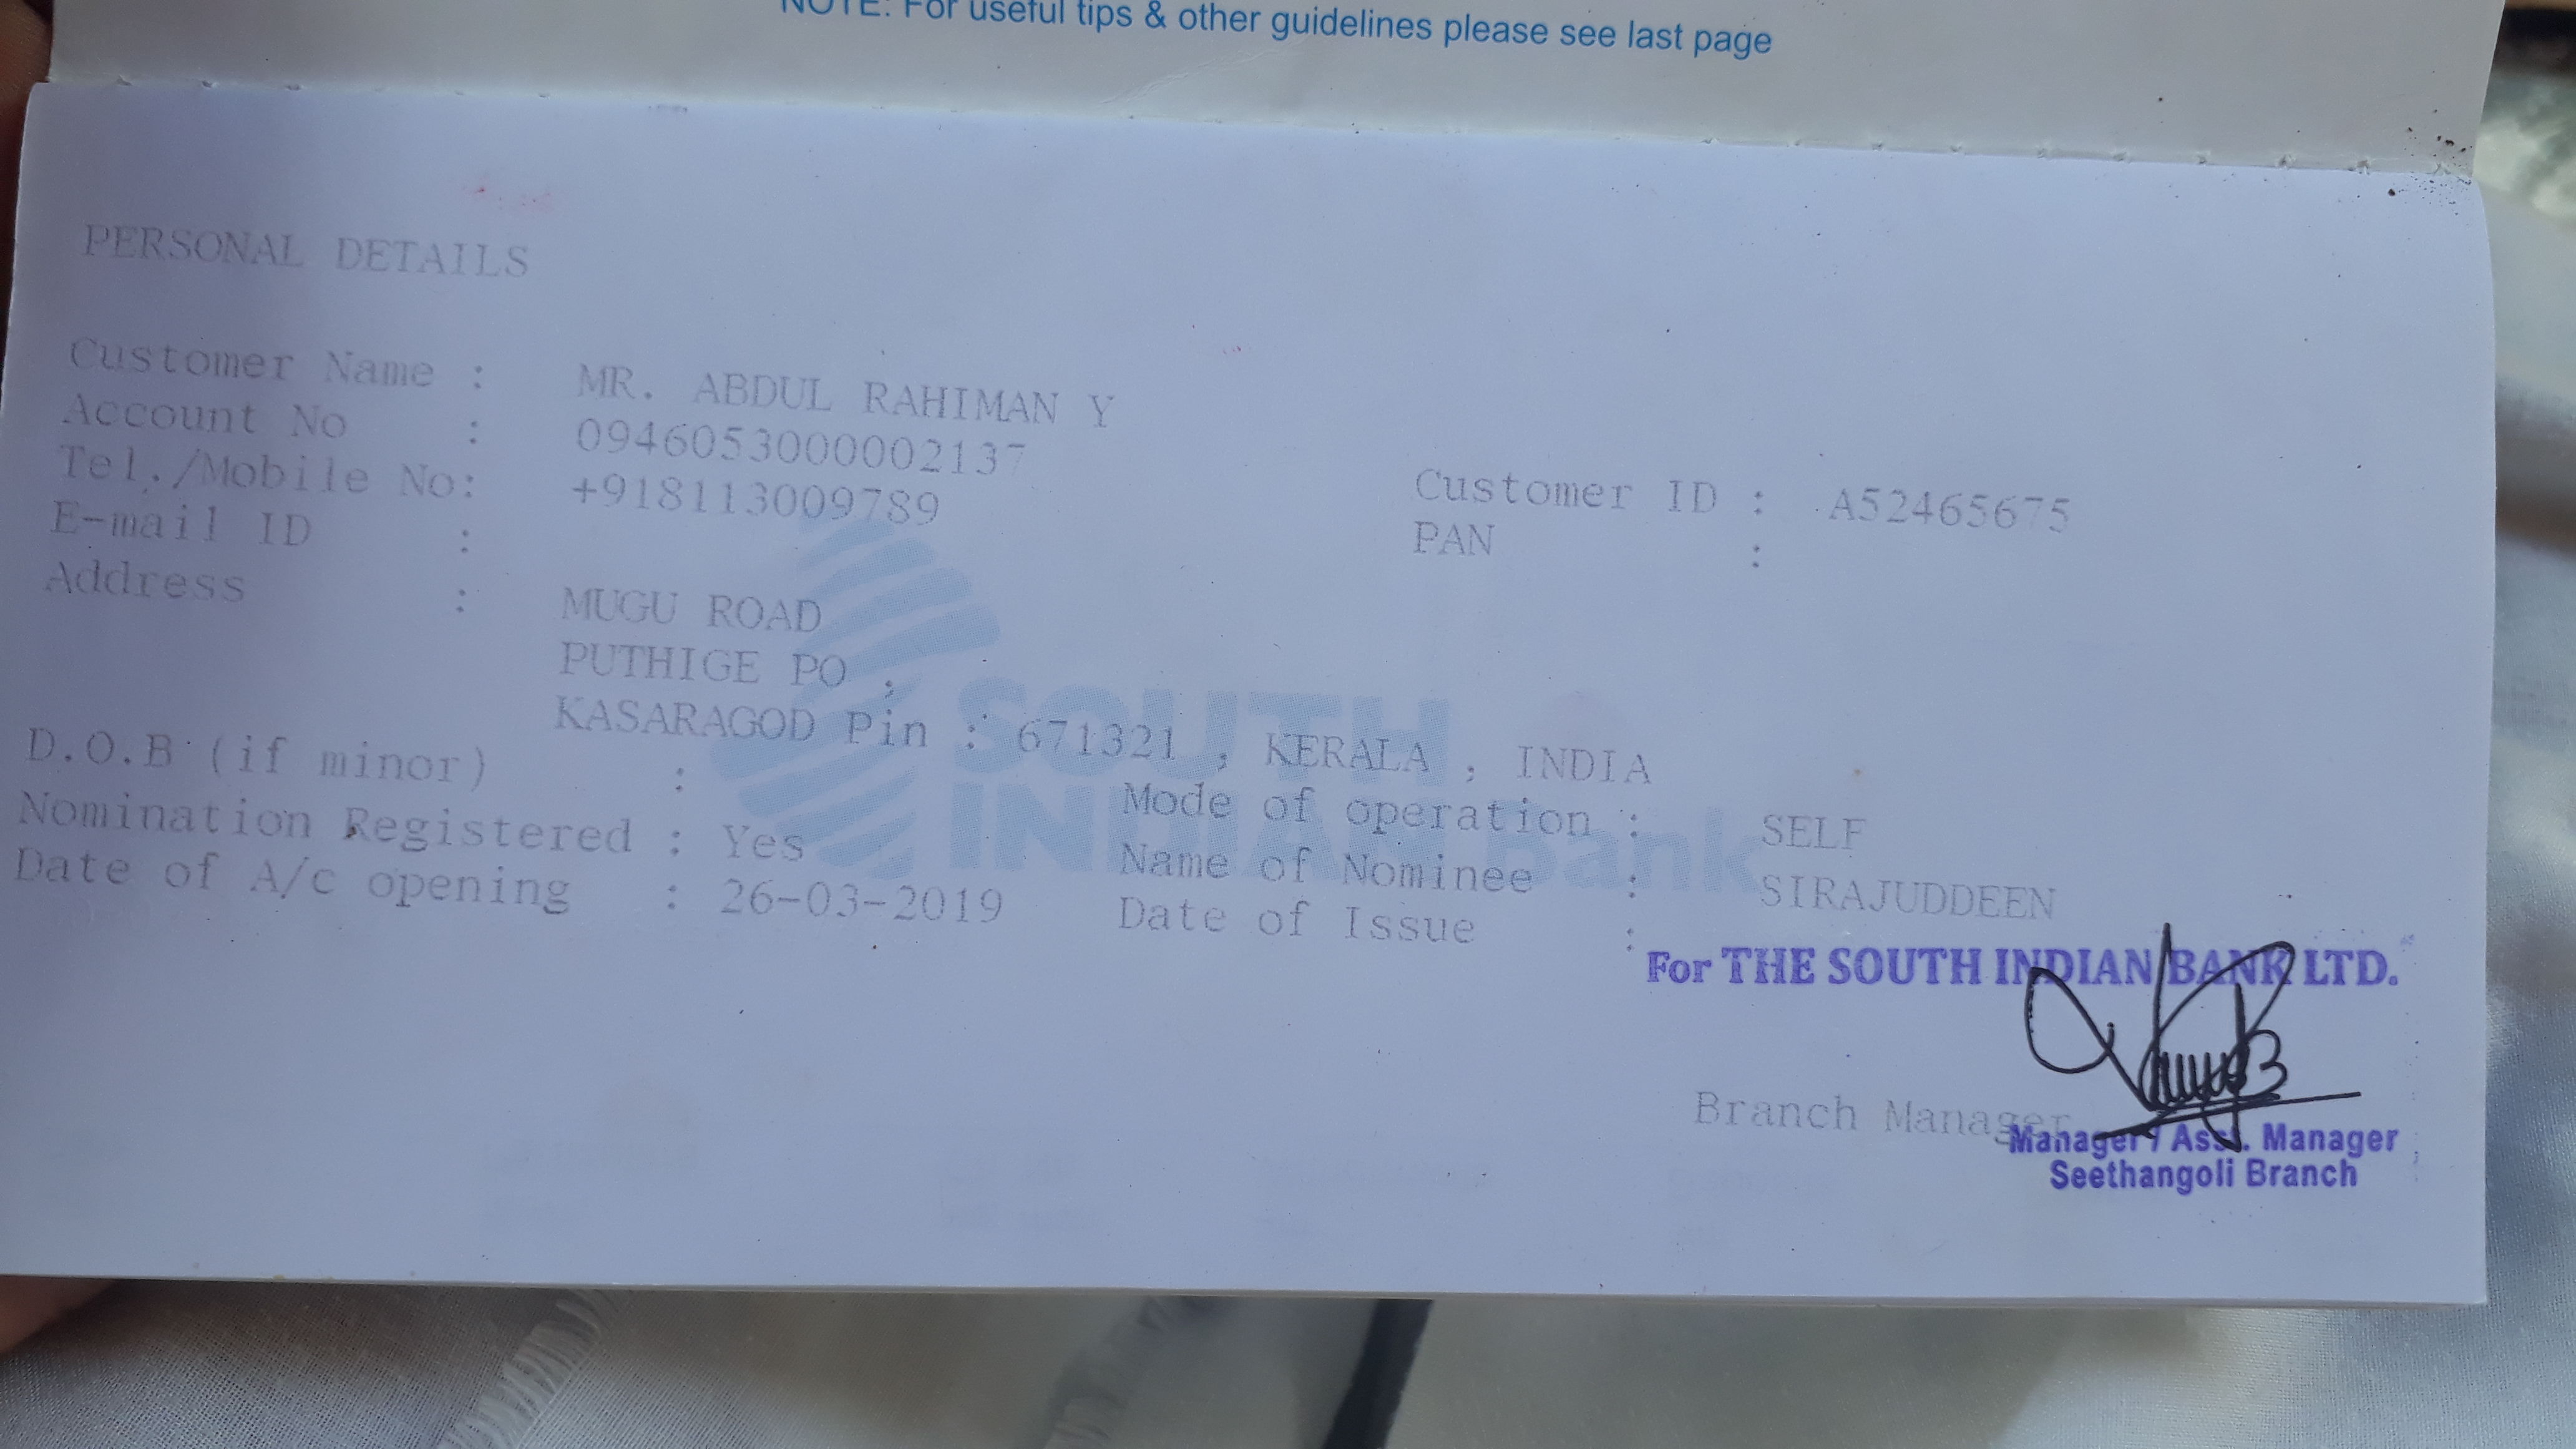 NOTE: For useful tips & other guidelines please see last page
PERSONAL DETAILS
Customer Name : MR. ABDUL RAHIMAN Y
Account No : 0946053000002137
Tel./Mobile No: +918113009789 Customer ID : A52465675
E-mail ID : PAN :
Address : MUGU ROAD
PUTHIGE PO
KASARAGOD Pin : 671321 , KERALA , INDIA
D.O.B (if minor) : Mode of operation : SELF
Nomination Registered : Yes Name of Nominee : SIRAJUDDEEN
Date of A/c opening : 26-03-2019 Date of Issue :
SOUTH
INDIAN Bank
For THE SOUTH INDIAN BANK LTD.
Branch Manager
Manager / Asst. Manager
Seethangoli Branch